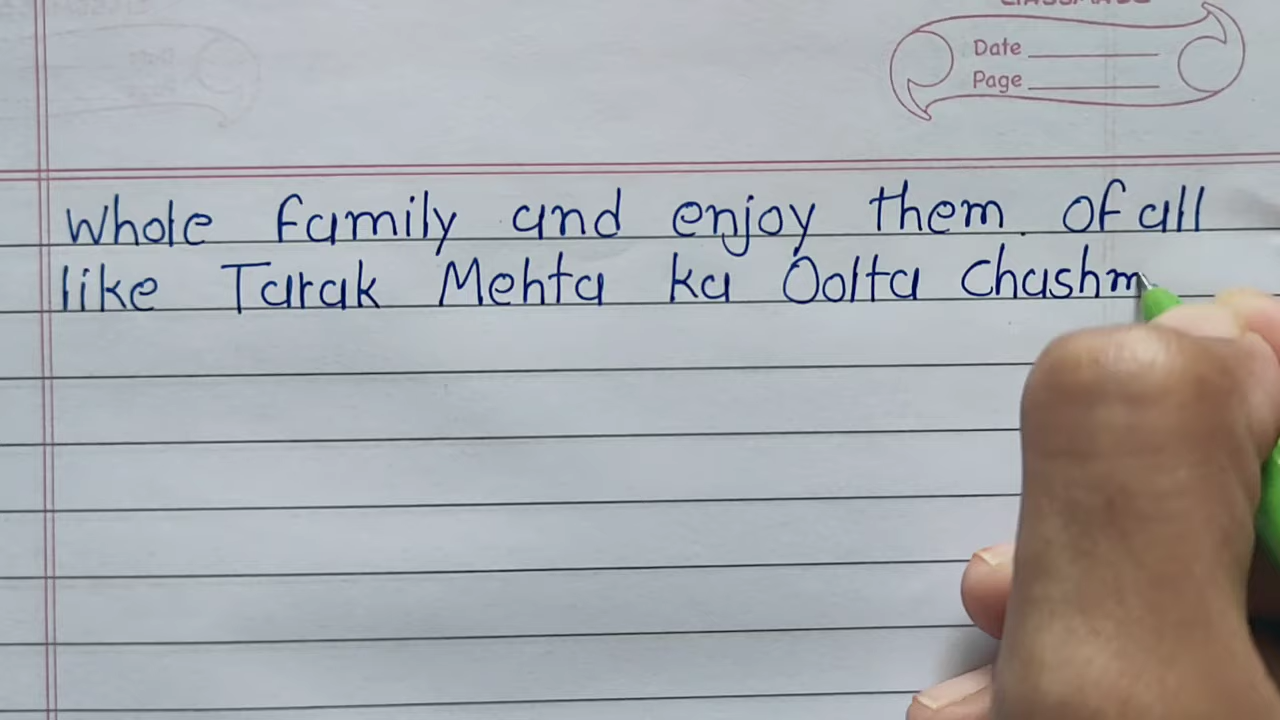 Date
Page
whole family and enjoy them. Of all
like Tarak Mehta ka Oolta Chashm